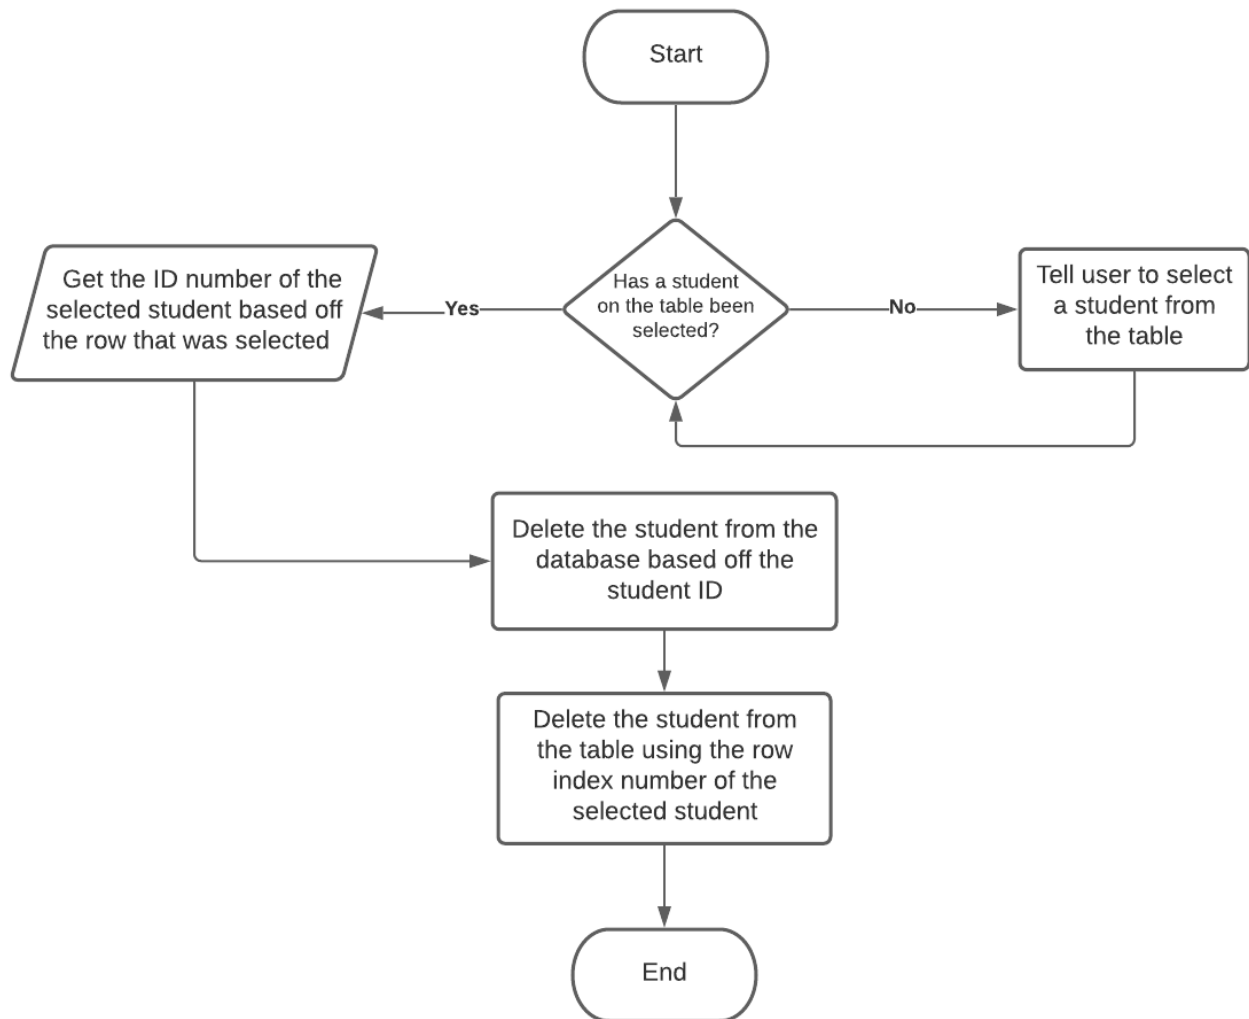 Start
Has a student
on the table been
selected?
Yes
No
Get the ID number of the
selected student based off
the row that was selected
Tell user to select
a student from
the table
Delete the student from the
database based off the
student ID
Delete the student from
the table using the row
index number of the
selected student
End